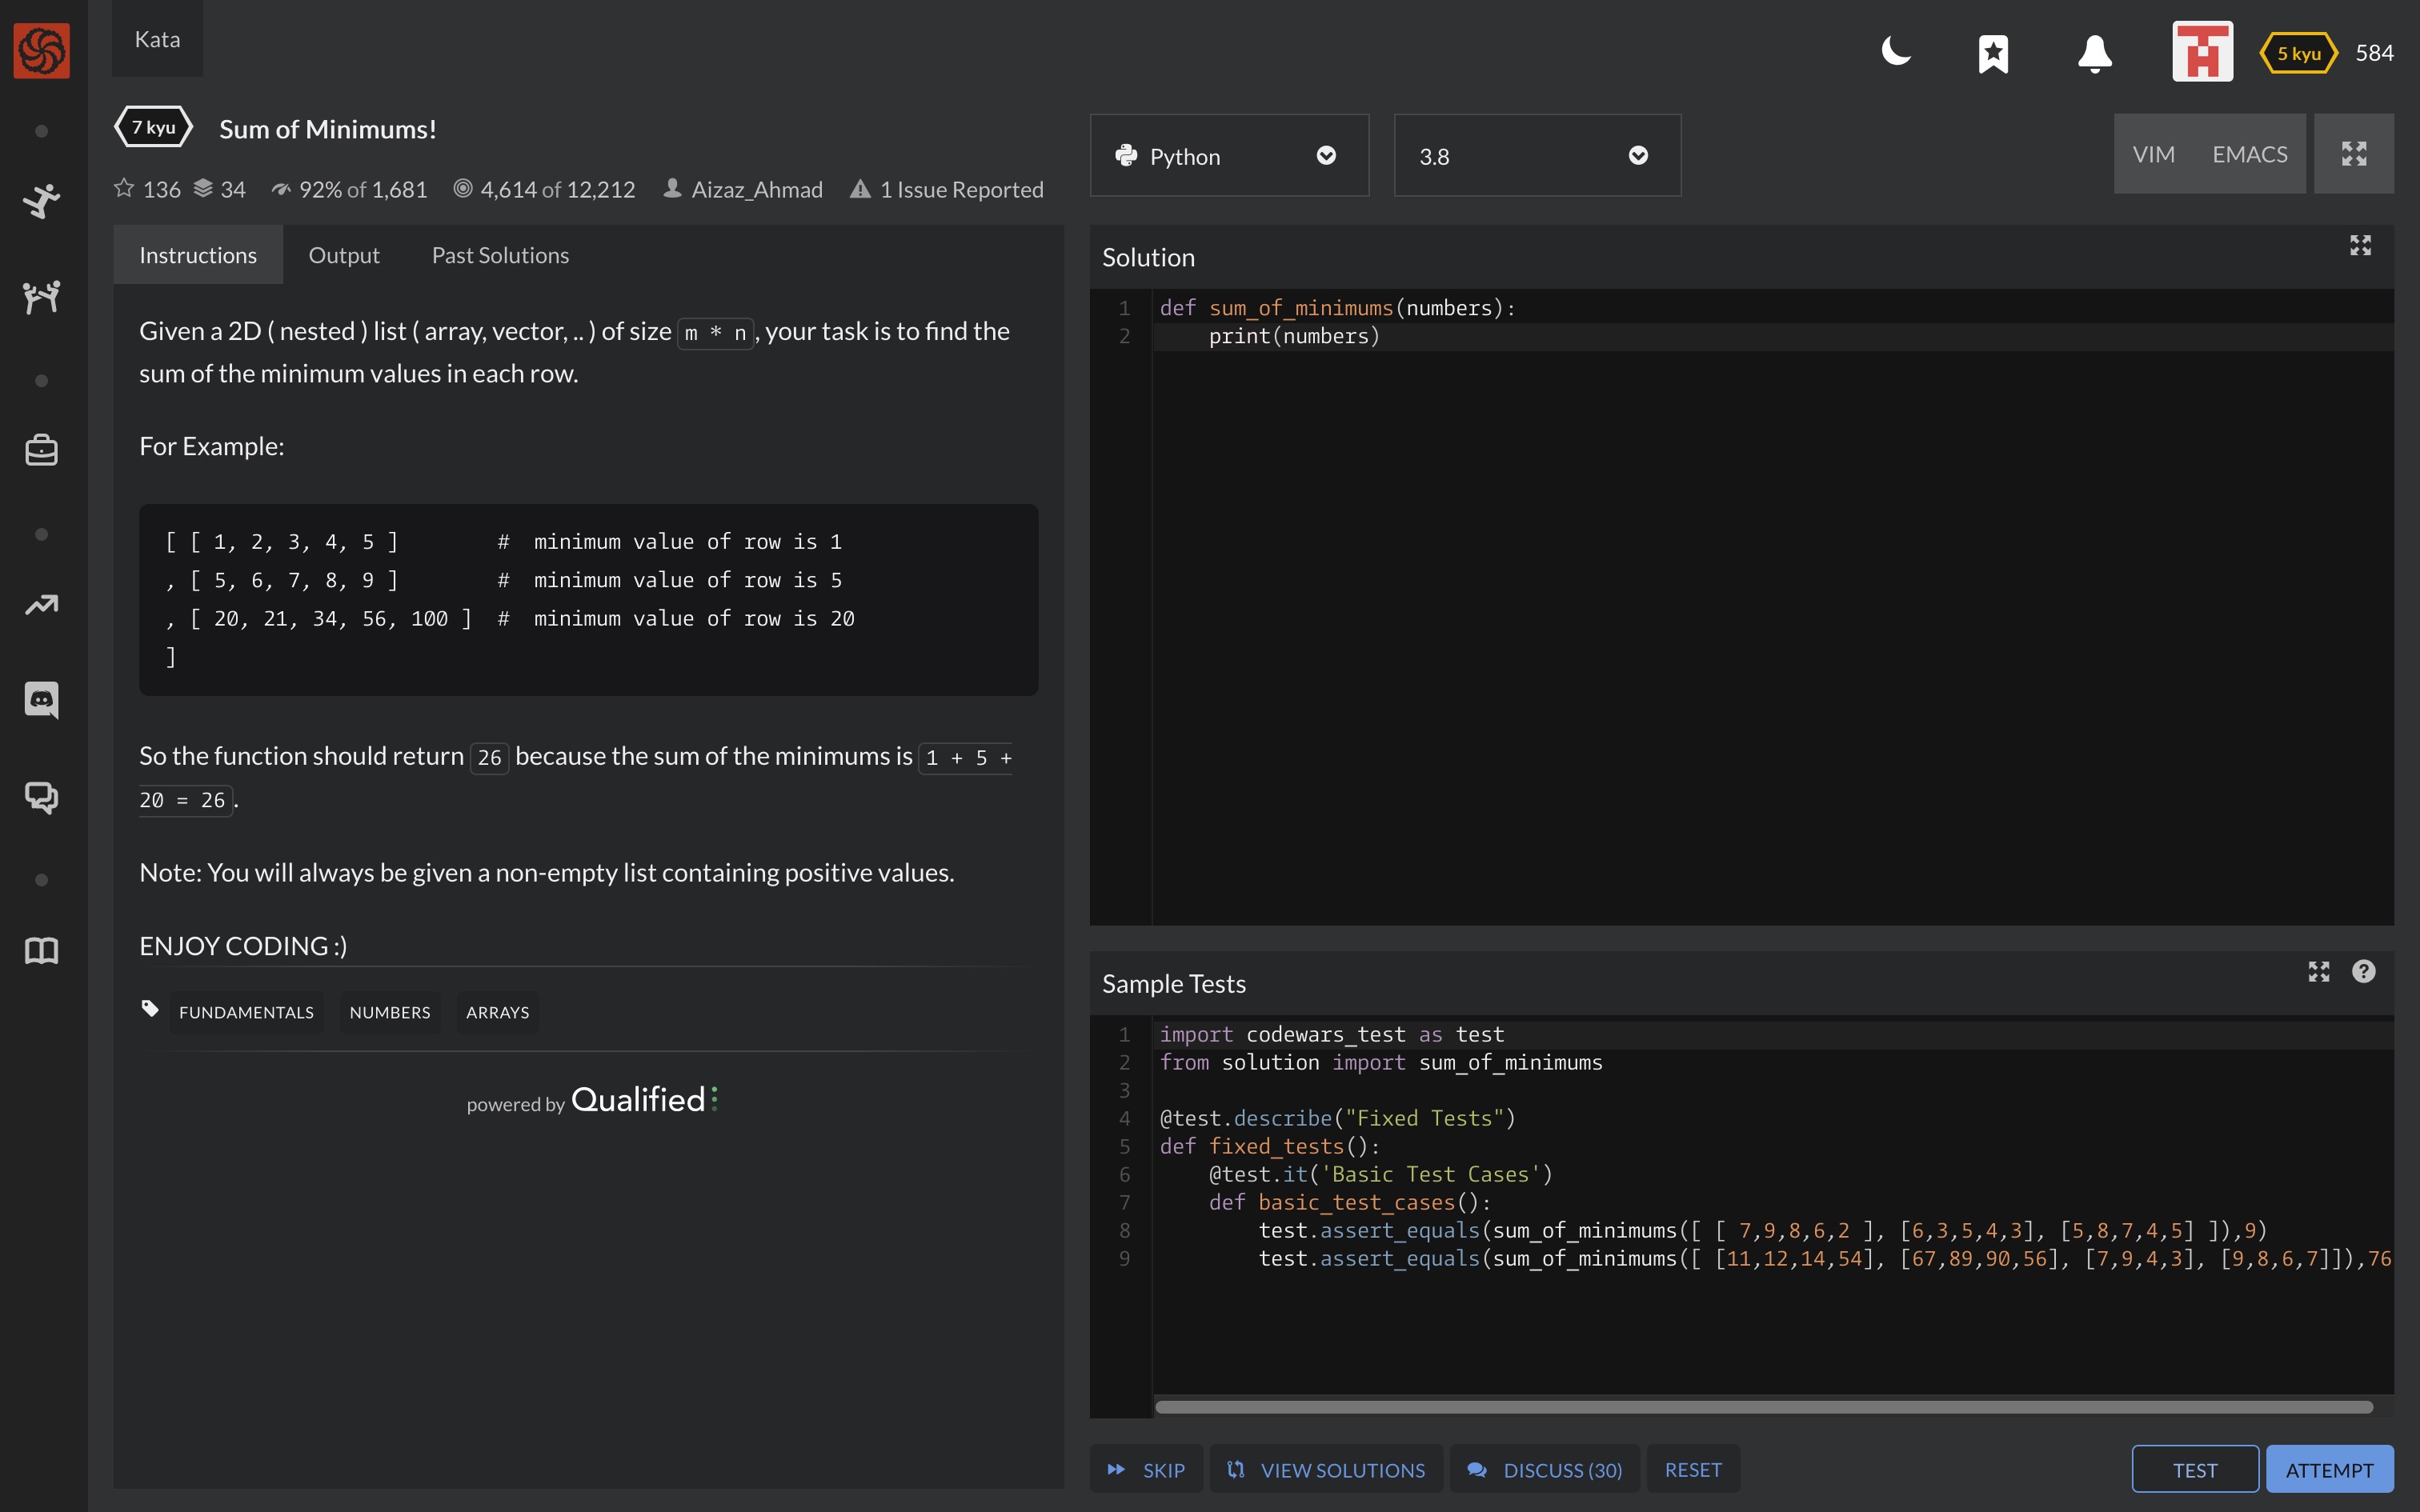 Kata
5 kyu 584
7 kyu Sum of Minimums!
136 34 92% of 1,681 4,614 of 12,212 Aizaz_Ahmad 1 Issue Reported
Instructions Output Past Solutions
Given a 2D ( nested ) list ( array, vector, .. ) of size m * n, your task is to find the
sum of the minimum values in each row.
For Example:
[ [ 1, 2, 3, 4, 5 ]        #  minimum value of row is 1
, [ 5, 6, 7, 8, 9 ]        #  minimum value of row is 5
, [ 20, 21, 34, 56, 100 ]  #  minimum value of row is 20
]
So the function should return 26 because the sum of the minimums is 1 + 5 +
20 = 26.
Note: You will always be given a non-empty list containing positive values.
ENJOY CODING :)
FUNDAMENTALS NUMBERS ARRAYS
powered by Qualified
Python 3.8 VIM EMACS
Solution
1 def sum_of_minimums(numbers):
2     print(numbers)
Sample Tests
1 import codewars_test as test
2 from solution import sum_of_minimums
3
4 @test.describe("Fixed Tests")
5 def fixed_tests():
6     @test.it('Basic Test Cases')
7     def basic_test_cases():
8         test.assert_equals(sum_of_minimums([ [ 7,9,8,6,2 ], [6,3,5,4,3], [5,8,7,4,5] ]),9)
9         test.assert_equals(sum_of_minimums([ [11,12,14,54], [67,89,90,56], [7,9,4,3], [9,8,6,7]]),76
SKIP VIEW SOLUTIONS DISCUSS (30) RESET TEST ATTEMPT